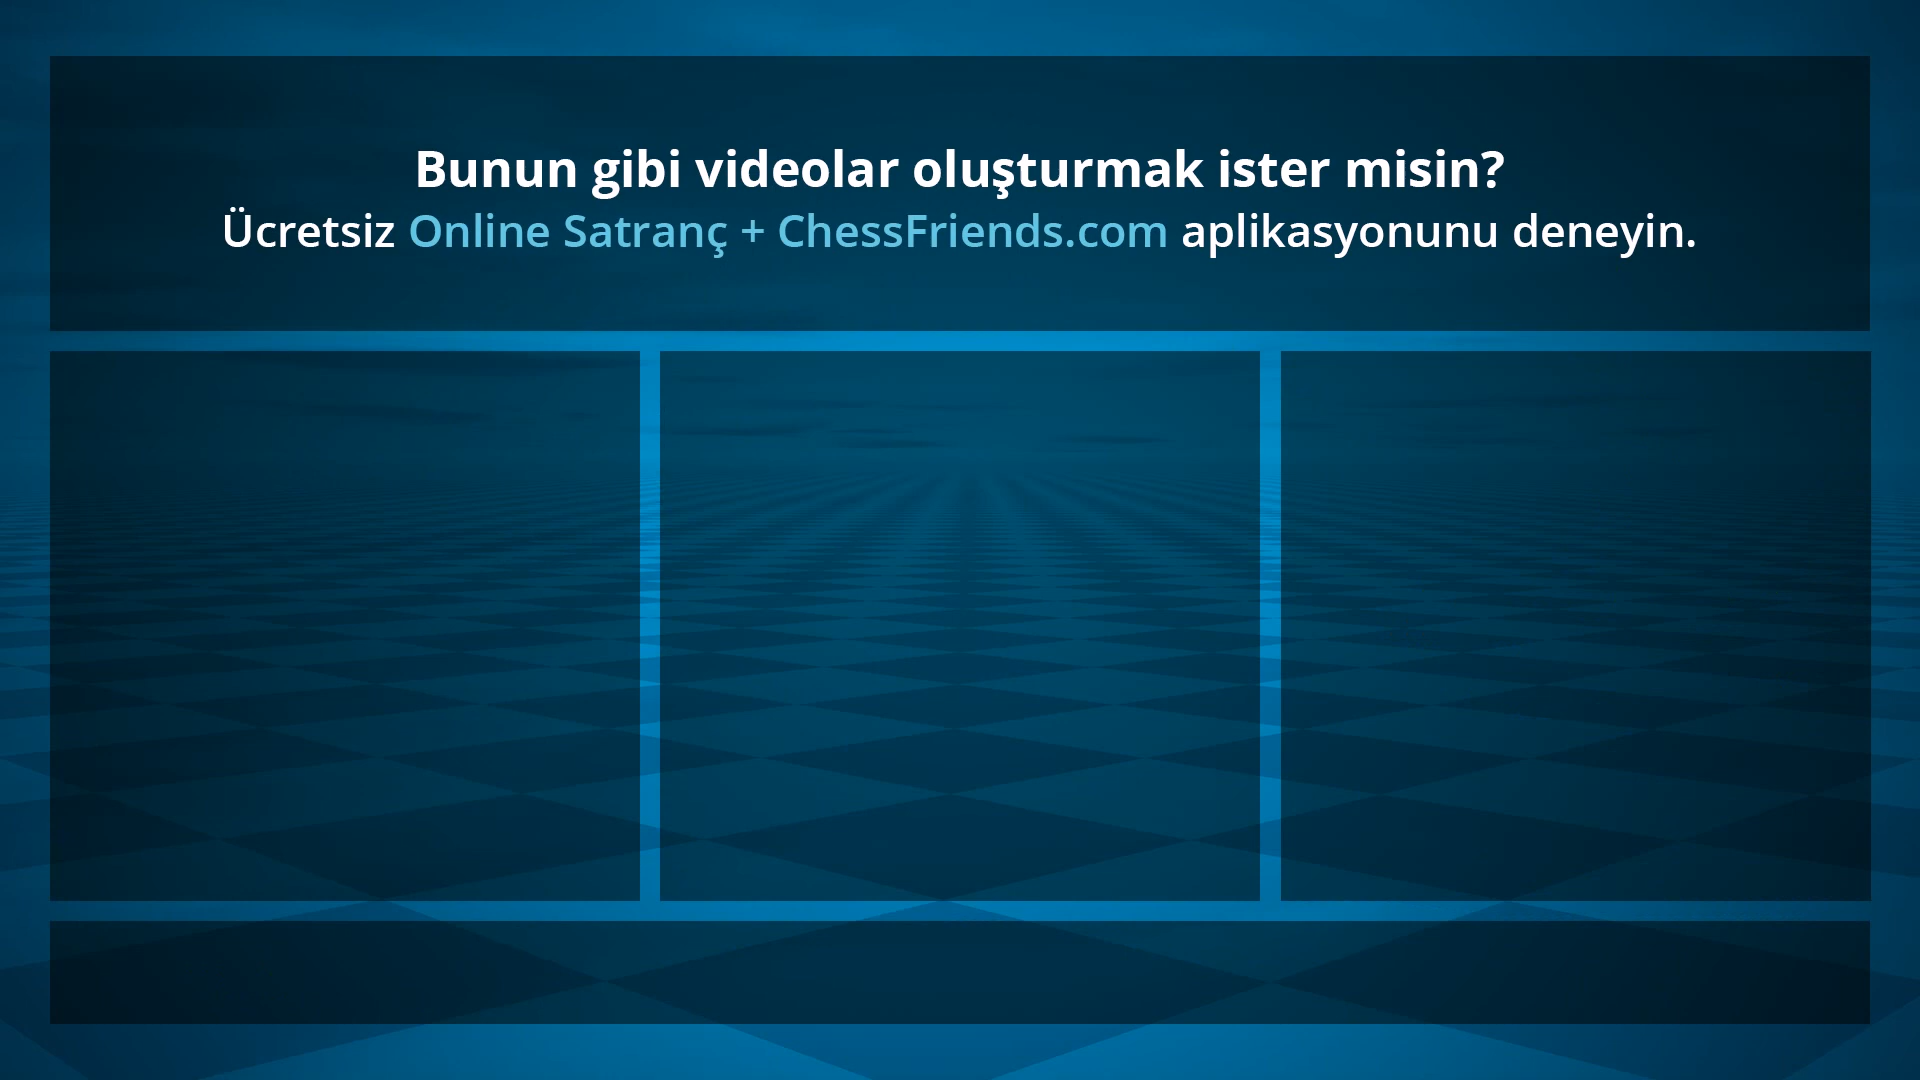 Bunun gibi videolar oluşturmak ister misin?
Ücretsiz Online Satranç + ChessFriends.com aplikasyonunu deneyin.